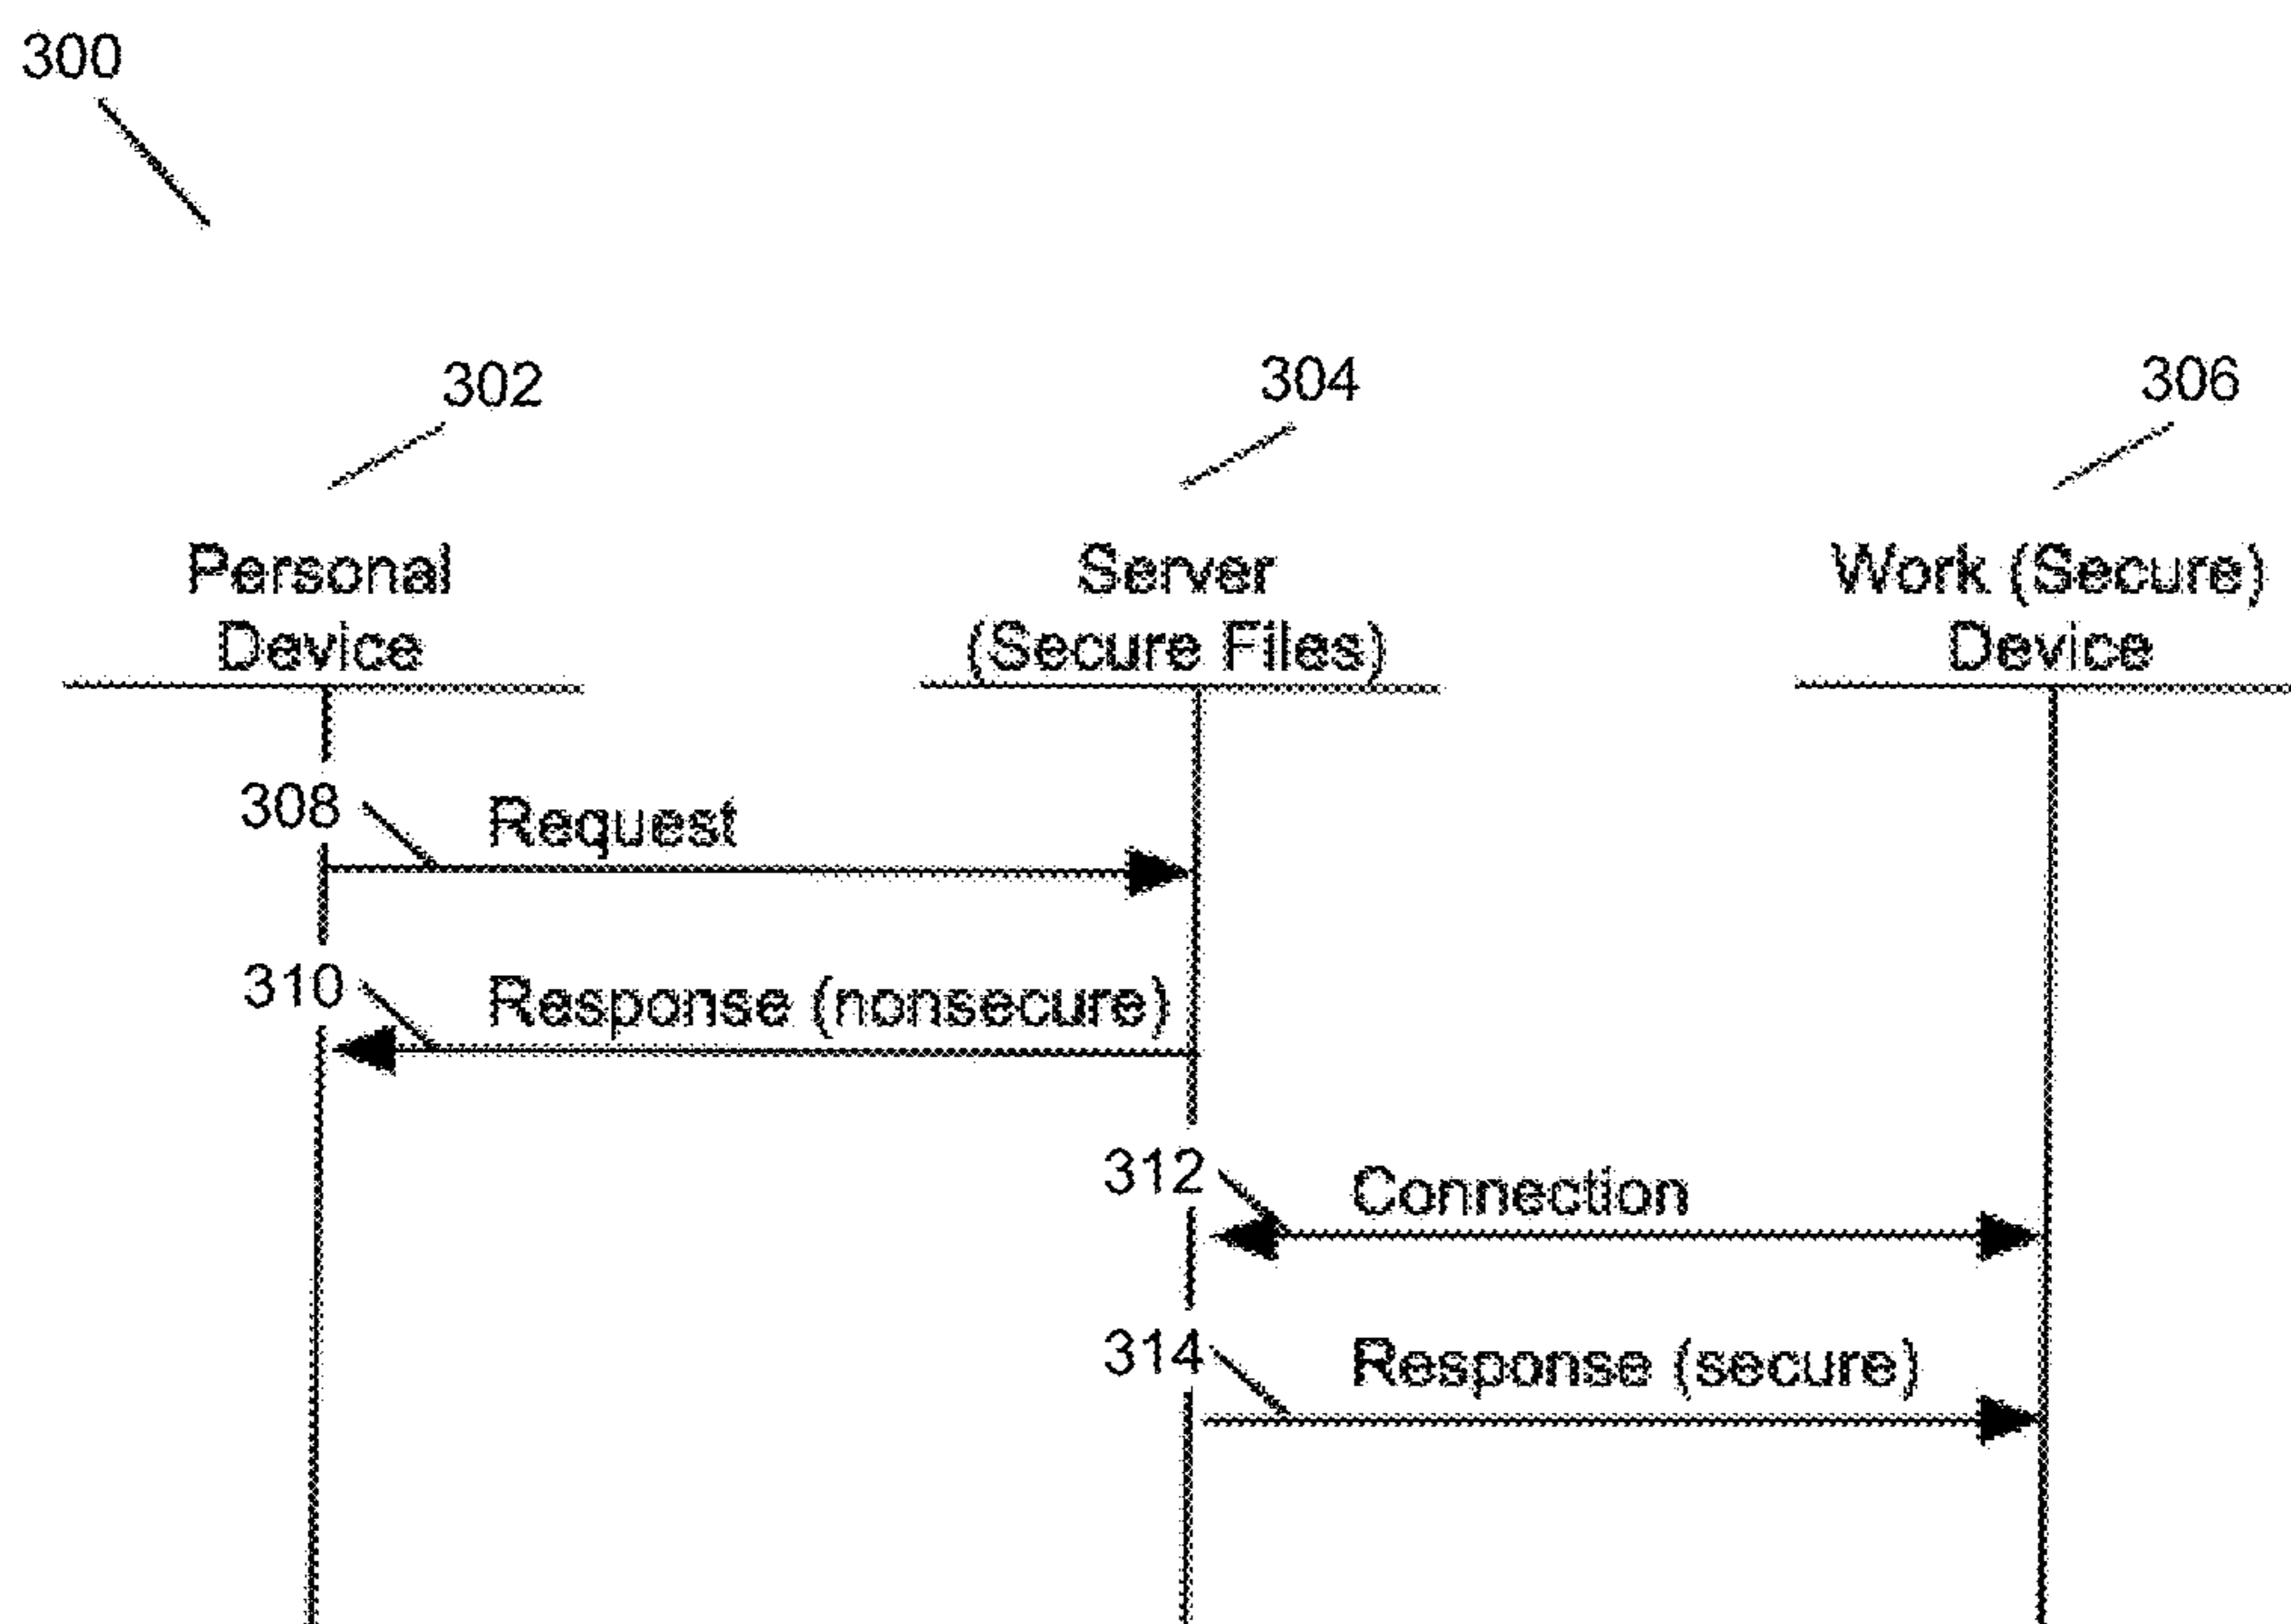 300
302
304
306
Personal
Device
Server
(Secure Files)
Work (Secure)
Device
308
Request
310
Response (nonsecure)
312
Connection
314
Response (secure)